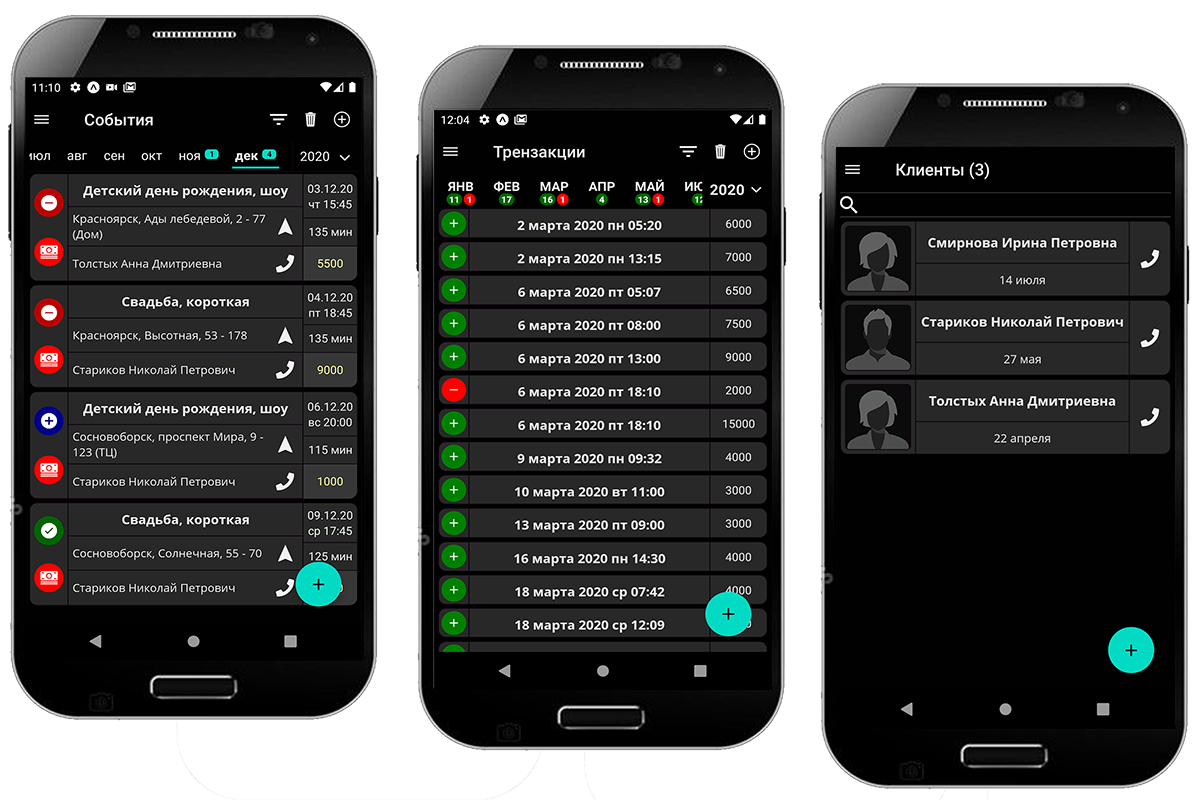 11:10
События
июл авг сен окт ноя 1 дек 4 2020
Детский день рождения, шоу
03.12.20
чт 15:45
Красноярск, Ады лебедевой, 2 - 77
(Дом)
135 мин
Толстых Анна Дмитриевна
5500
Свадьба, короткая
04.12.20
пт 18:45
Красноярск, Высотная, 53 - 178
135 мин
Стариков Николай Петрович
9000
Детский день рождения, шоу
06.12.20
вс 20:00
Сосновоборск, проспект Мира, 9 -
123 (ТЦ)
115 мин
Стариков Николай Петрович
1000
Свадьба, короткая
09.12.20
ср 17:45
Сосновоборск, Солнечная, 55 - 70
125 мин
Стариков Николай Петрович
+
12:04
Трензакции
ЯНВ ФЕВ МАР АПР МАЙ 2020
11 1 17 16 1 4 13 1
+ 2 марта 2020 пн 05:20 6000
+ 2 марта 2020 пн 13:15 7000
+ 6 марта 2020 пт 05:07 6500
+ 6 марта 2020 пт 08:00 7500
+ 6 марта 2020 пт 13:00 9000
− 6 марта 2020 пт 18:10 2000
+ 6 марта 2020 пт 18:10 15000
+ 9 марта 2020 пн 09:32 4000
+ 10 марта 2020 вт 11:00 3000
+ 13 марта 2020 пт 09:00 3000
+ 16 марта 2020 пн 14:30 4000
+ 18 марта 2020 ср 07:42 4000
+ 18 марта 2020 ср 12:09
+
Клиенты (3)
Смирнова Ирина Петровна
14 июля
Стариков Николай Петрович
27 мая
Толстых Анна Дмитриевна
22 апреля
+